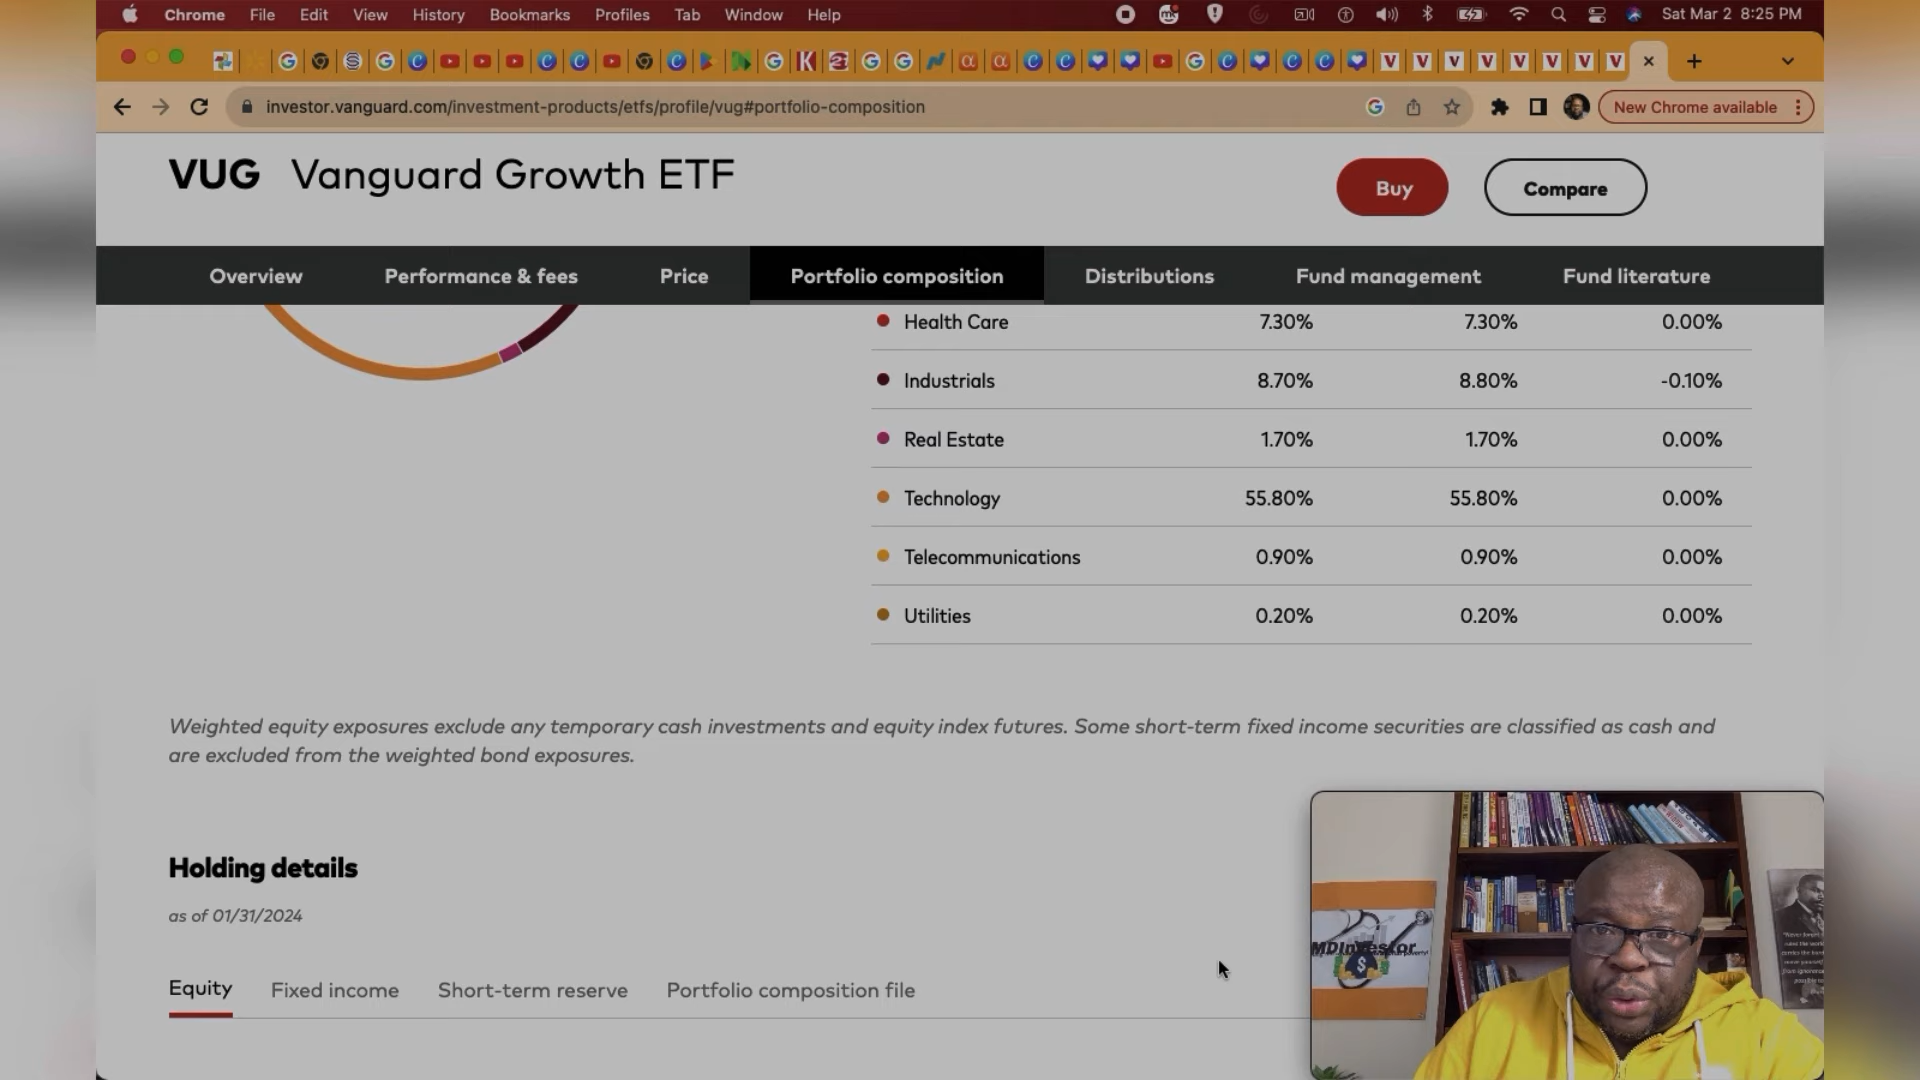 Chrome File Edit View History Bookmarks Profiles Tab Window Help Sat Mar 2 8:25 PM
investor.vanguard.com/investment-products/etfs/profile/vug#portfolio-composition New Chrome available
VUG Vanguard Growth ETF Buy Compare
Overview Performance & fees Price Portfolio composition Distributions Fund management Fund literature
Health Care 7.30% 7.30% 0.00%
Industrials 8.70% 8.80% -0.10%
Real Estate 1.70% 1.70% 0.00%
Technology 55.80% 55.80% 0.00%
Telecommunications 0.90% 0.90% 0.00%
Utilities 0.20% 0.20% 0.00%
Weighted equity exposures exclude any temporary cash investments and equity index futures. Some short-term fixed income securities are classified as cash and
are excluded from the weighted bond exposures.
Holding details
as of 01/31/2024
Equity Fixed income Short-term reserve Portfolio composition file
MDInvestor